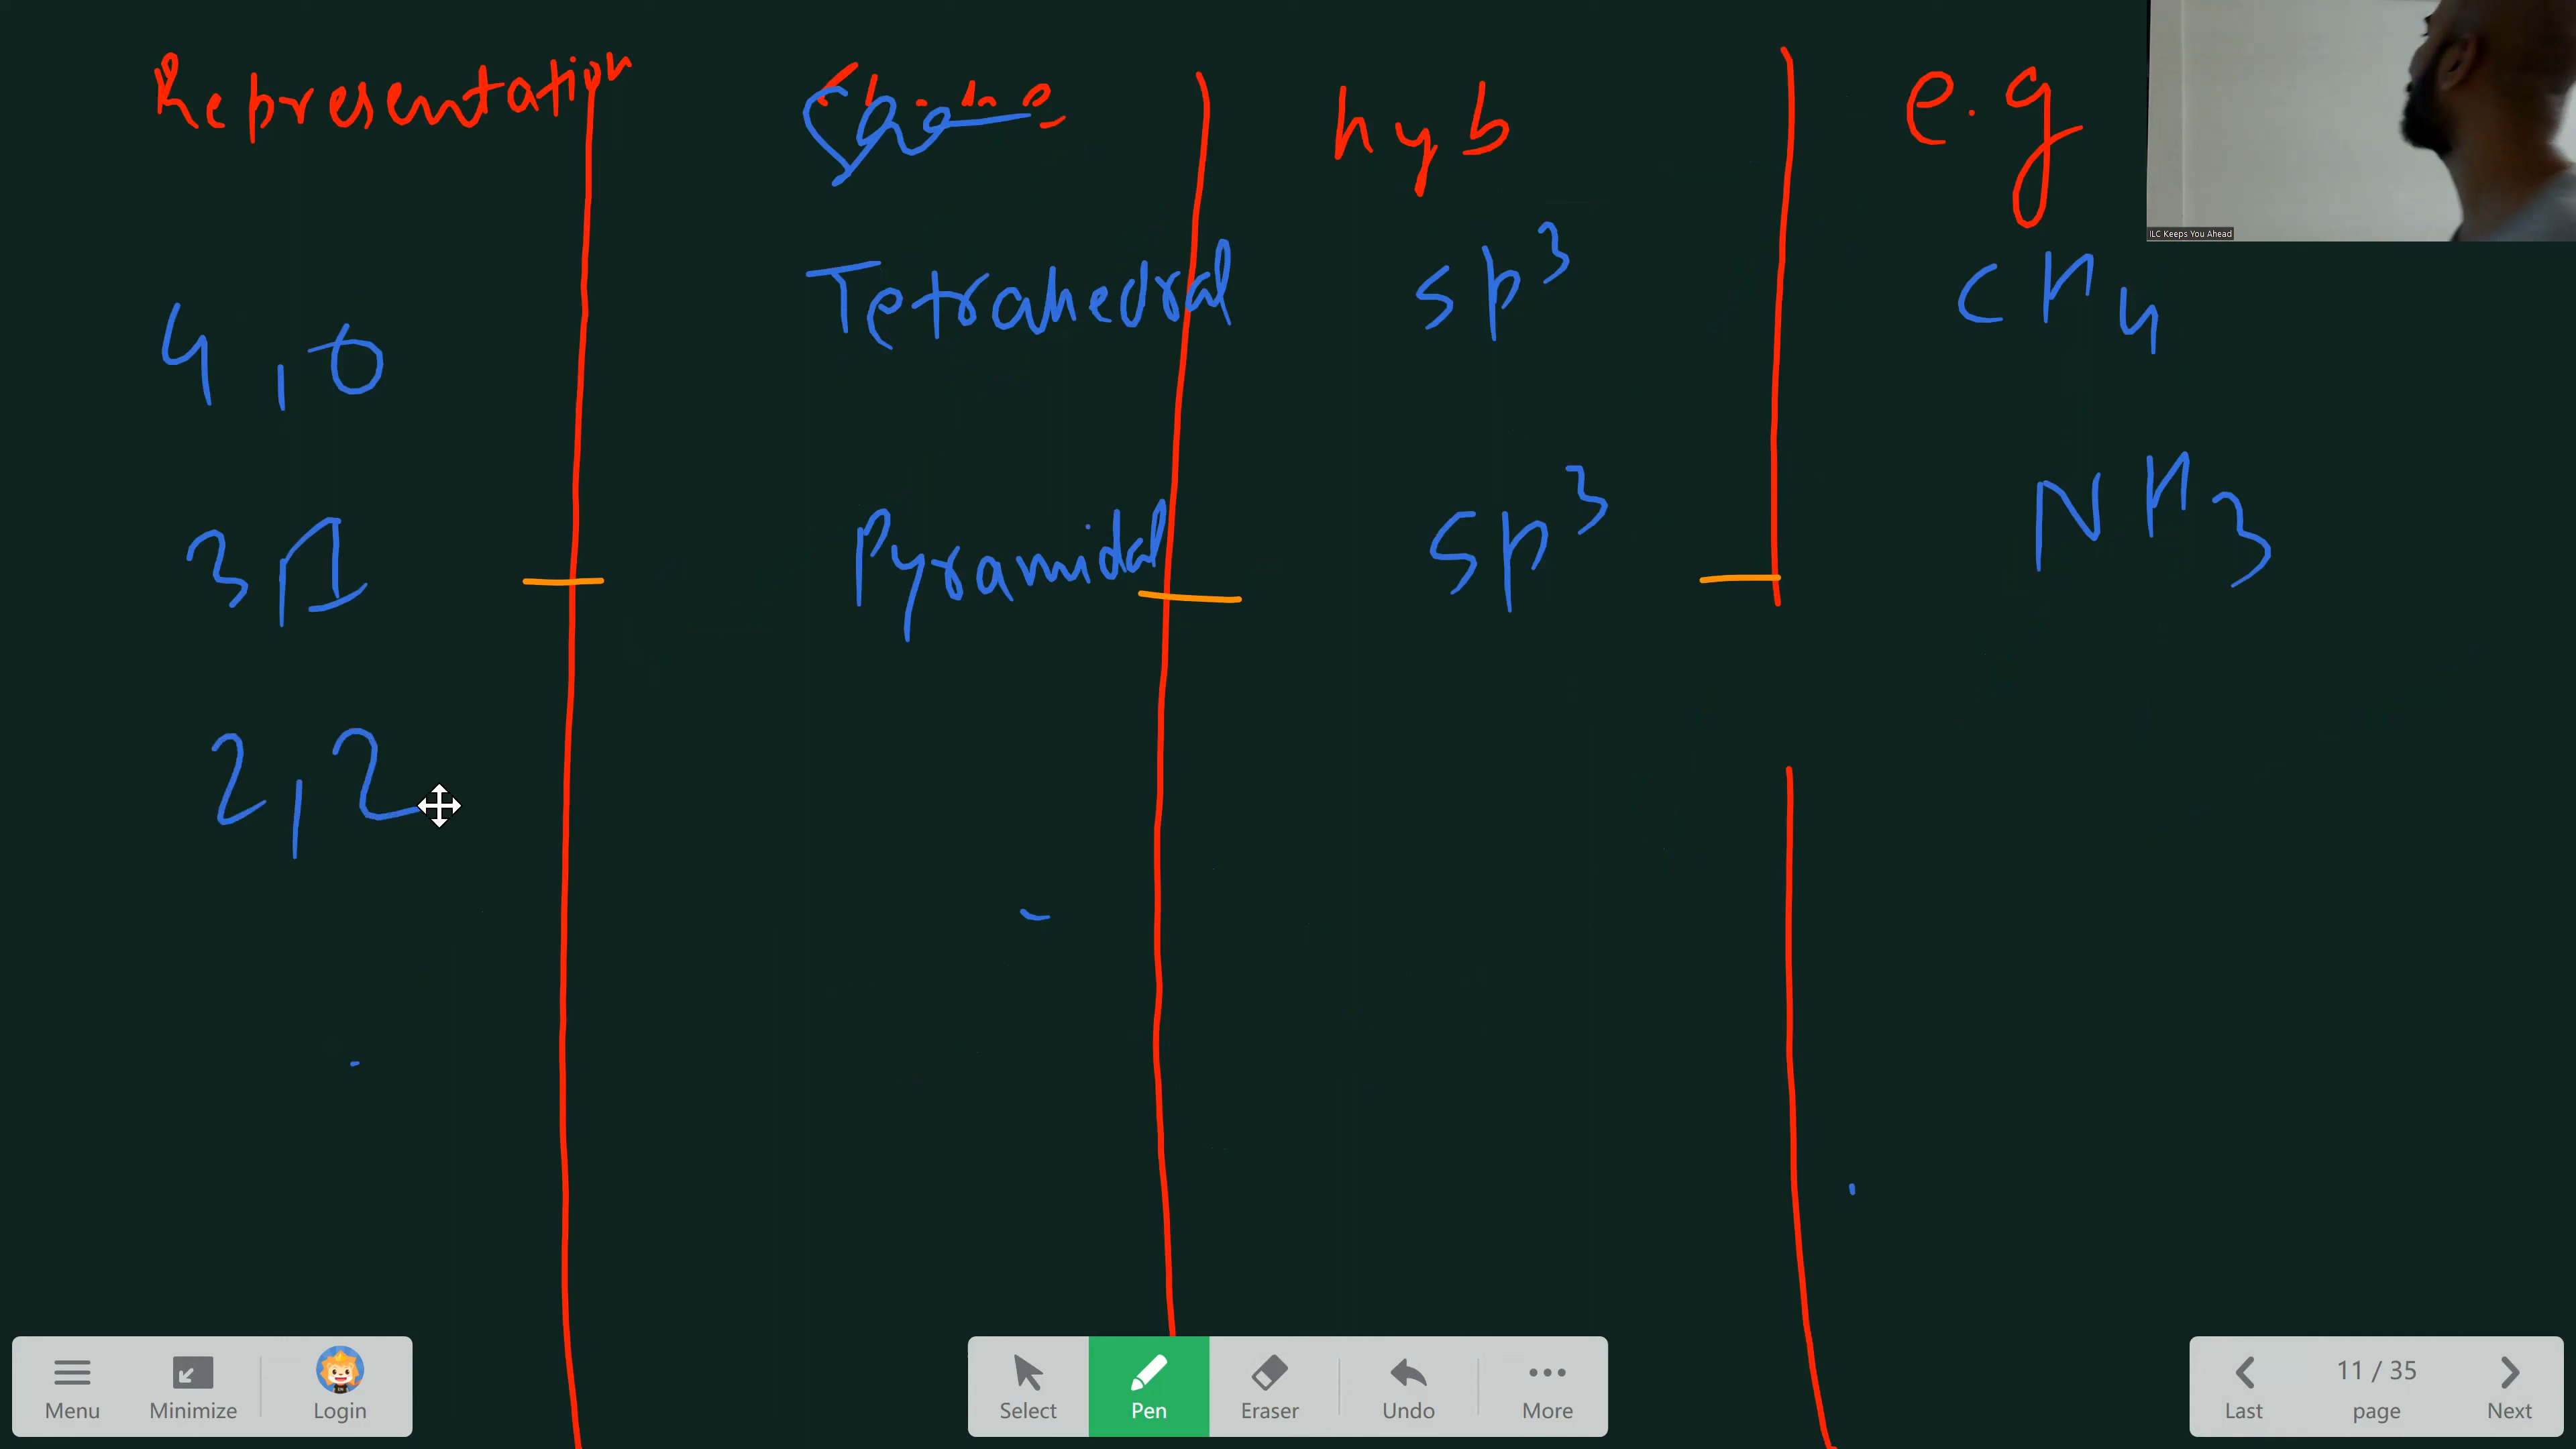 Representation hyb e.g
4,0 Tetrahedral sp³ CH₄
3,1 Pyramidal sp³ NH₃
2,2
ILC Keeps You Ahead
Menu Minimize Login Select Pen Eraser Undo More Last 11 / 35 page Next